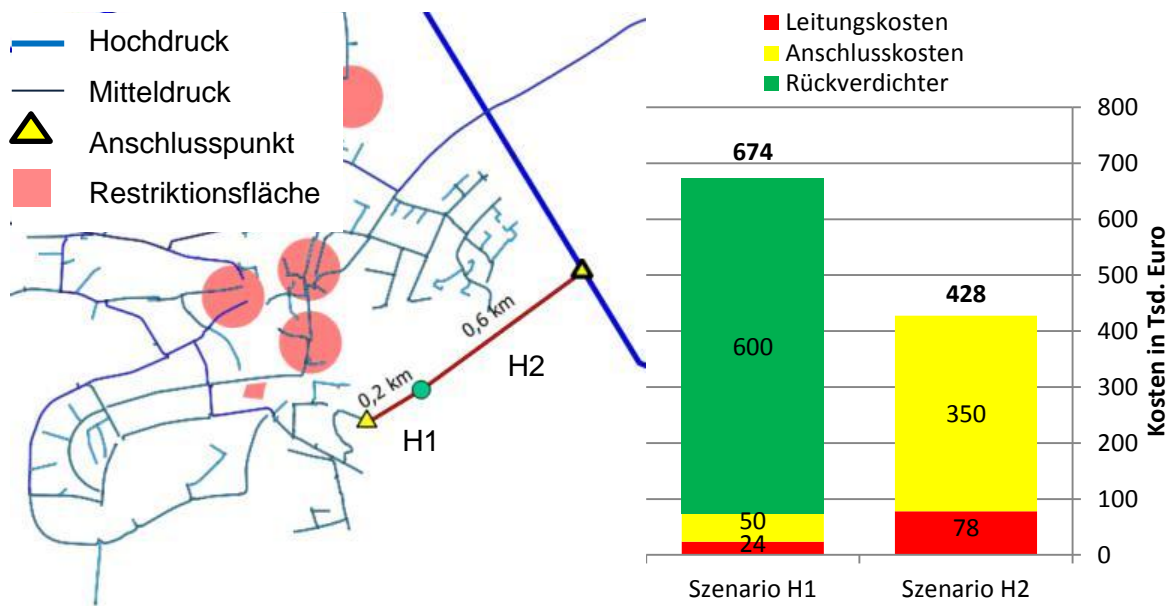 Hochdruck
Mitteldruck
Anschlusspunkt
Restriktionsfläche
0,6 km
H2
0,2 km
H1
Leitungskosten
Anschlusskosten
Rückverdichter
800
700
600
500
400
300
200
100
0
Kosten in Tsd. Euro
674
600
50
24
428
350
78
Szenario H1
Szenario H2